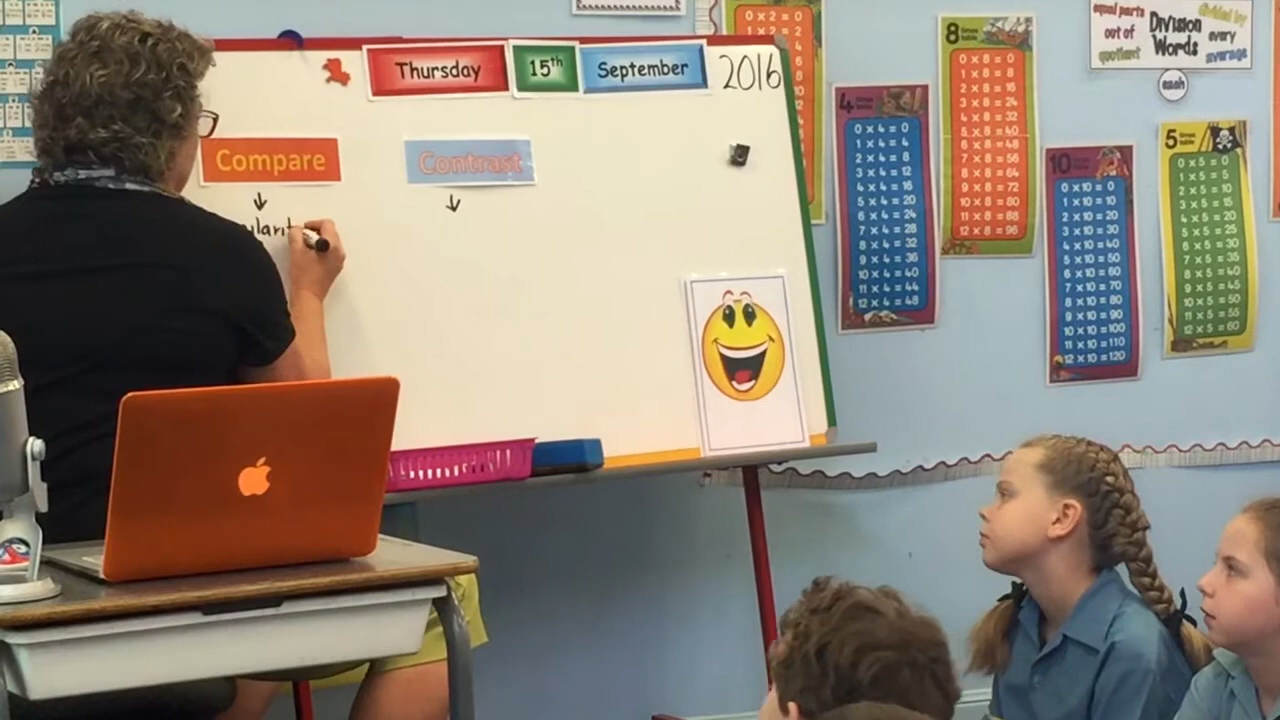 Thursday 15th September 2016
Compare
Contrast
equal parts
out of
quotient
Division
Words
divided by
every
average
each
0 x 2 = 0
4
0 x 4 = 0
1 x 4 = 4
2 x 4 = 8
3 x 4 = 12
4 x 4 = 16
5 x 4 = 20
6 x 4 = 24
7 x 4 = 28
8 x 4 = 32
9 x 4 = 36
10 x 4 = 40
11 x 4 = 44
12 x 4 = 48
8
0 x 8 = 0
1 x 8 = 8
2 x 8 = 16
3 x 8 = 24
4 x 8 = 32
5 x 8 = 40
6 x 8 = 48
7 x 8 = 56
8 x 8 = 64
9 x 8 = 72
10 x 8 = 80
11 x 8 = 88
12 x 8 = 96
10
0 x 10 = 0
1 x 10 = 10
2 x 10 = 20
3 x 10 = 30
4 x 10 = 40
5 x 10 = 50
6 x 10 = 60
7 x 10 = 70
8 x 10 = 80
9 x 10 = 90
10 x 10 = 100
11 x 10 = 110
12 x 10 = 120
5
0 x 5 = 0
1 x 5 = 5
2 x 5 = 10
3 x 5 = 15
4 x 5 = 20
5 x 5 = 25
6 x 5 = 30
7 x 5 = 35
8 x 5 = 40
9 x 5 = 45
10 x 5 = 50
11 x 5 = 55
12 x 5 = 60